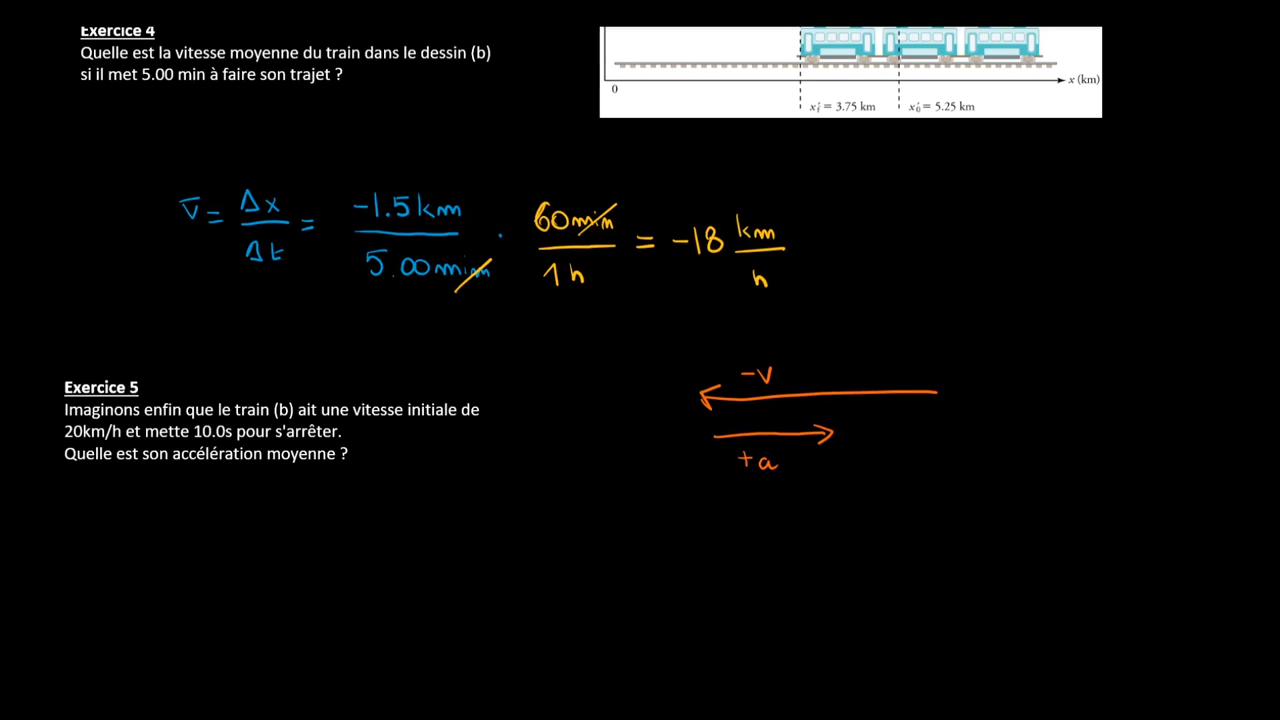 Exercice 4
Quelle est la vitesse moyenne du train dans le dessin (b)
si il met 5.00 min à faire son trajet ?
x (km)
0
x′f = 3.75 km x′0 = 5.25 km
v̄ = Δx/Δt = -1.5 km/5.00 min · 60 min/1 h = -18 km/h
-v
Exercice 5
Imaginons enfin que le train (b) ait une vitesse initiale de
20km/h et mette 10.0s pour s'arrêter.
Quelle est son accélération moyenne ?
+a